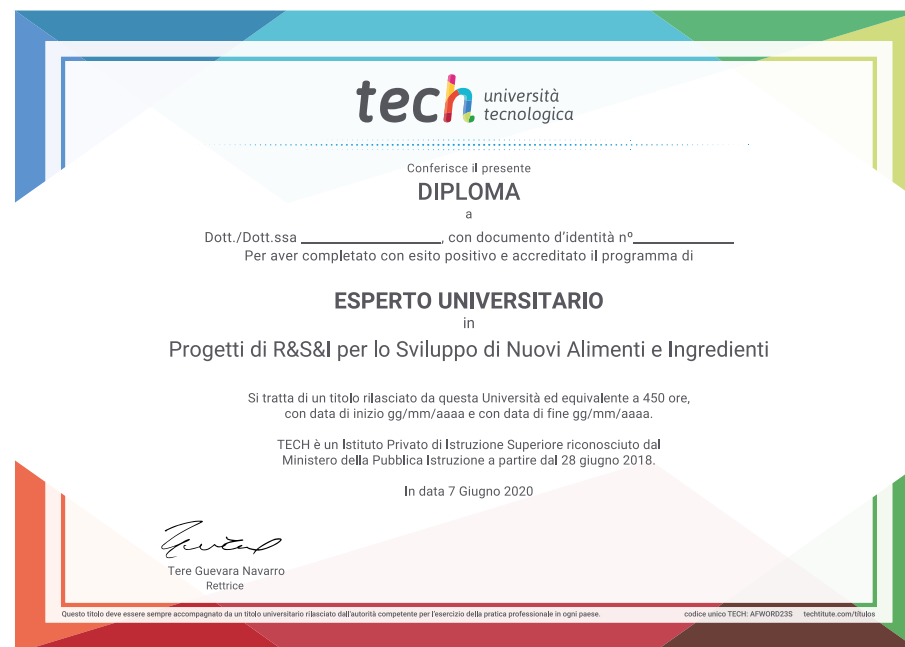 tech università
tecnologica
Conferisce il presente
DIPLOMA
a
Dott./Dott.ssa ____________________, con documento d'identità nº______________
Per aver completato con esito positivo e accreditato il programma di
ESPERTO UNIVERSITARIO
in
Progetti di R&S&I per lo Sviluppo di Nuovi Alimenti e Ingredienti
Si tratta di un titolo rilasciato da questa Università ed equivalente a 450 ore,
con data di inizio gg/mm/aaaa e con data di fine gg/mm/aaaa.
TECH è un Istituto Privato di Istruzione Superiore riconosciuto dal
Ministero della Pubblica Istruzione a partire dal 28 giugno 2018.
In data 7 Giugno 2020
Tere Guevara Navarro
Rettrice
Questo titolo deve essere sempre accompagnato da un titolo universitario rilasciato dall'autorità competente per l'esercizio della pratica professionale in ogni paese. codice unico TECH: AFWORD23S techtitute.com/títulos